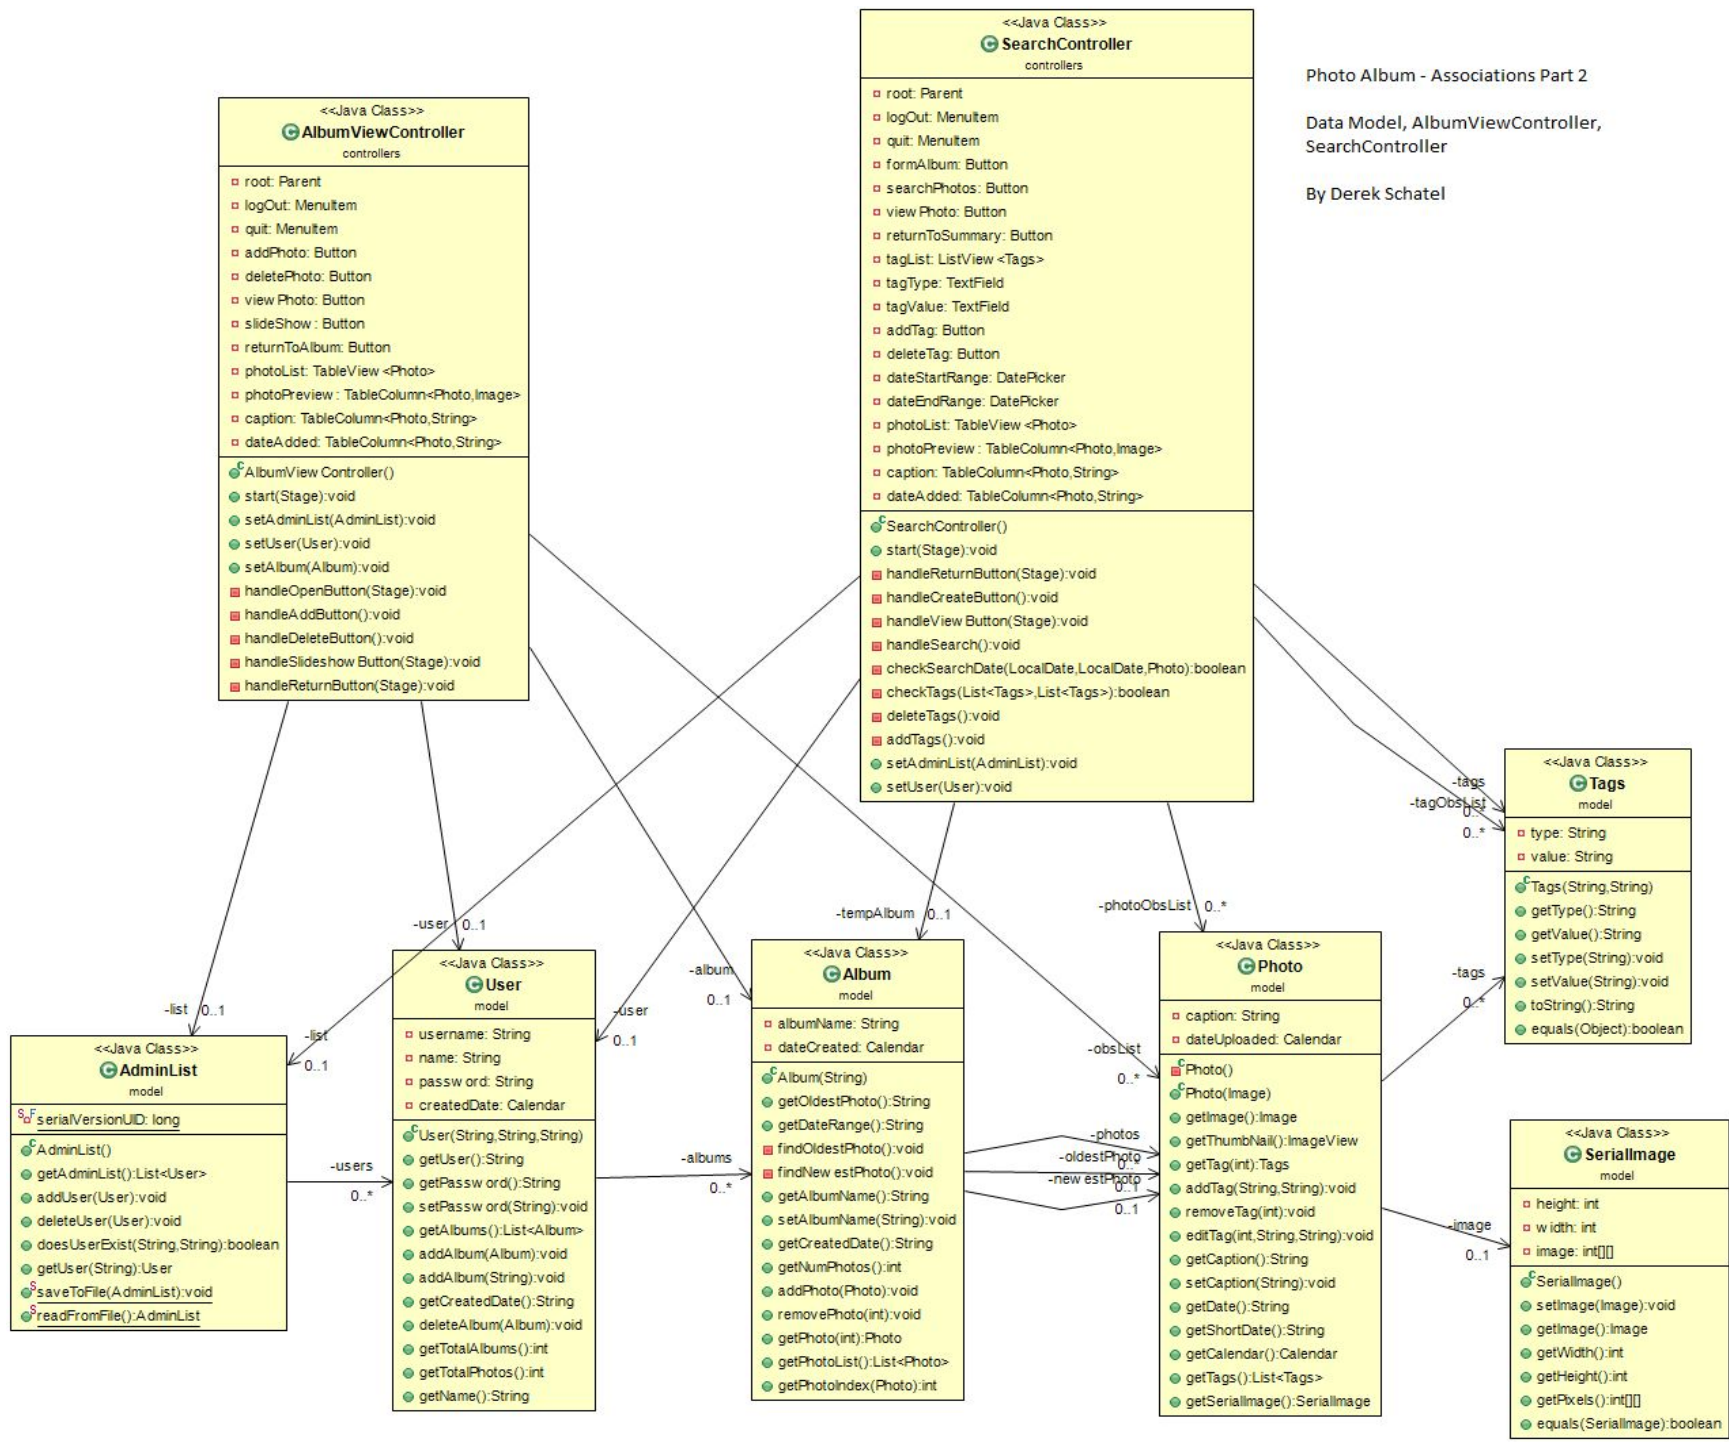 Photo Album - Associations Part 2
Data Model, AlbumViewController,
SearchController
By Derek Schatel
<<Java Class>>
AlbumViewController
controllers
root: Parent
logOut: MenuItem
quit: MenuItem
addPhoto: Button
deletePhoto: Button
viewPhoto: Button
slideShow: Button
returnToAlbum: Button
photoList: TableView<Photo>
photoPreview: TableColumn<Photo,Image>
caption: TableColumn<Photo,String>
dateAdded: TableColumn<Photo,String>
AlbumViewController()
start(Stage):void
setAdminList(AdminList):void
setUser(User):void
setAlbum(Album):void
handleOpenButton(Stage):void
handleAddButton():void
handleDeleteButton():void
handleSlideshowButton(Stage):void
handleReturnButton(Stage):void
<<Java Class>>
SearchController
controllers
root: Parent
logOut: MenuItem
quit: MenuItem
formAlbum: Button
searchPhotos: Button
viewPhoto: Button
returnToSummary: Button
tagList: ListView<Tags>
tagType: TextField
tagValue: TextField
addTag: Button
deleteTag: Button
dateStartRange: DatePicker
dateEndRange: DatePicker
photoList: TableView<Photo>
photoPreview: TableColumn<Photo,Image>
caption: TableColumn<Photo,String>
dateAdded: TableColumn<Photo,String>
SearchController()
start(Stage):void
handleReturnButton(Stage):void
handleCreateButton():void
handleViewButton(Stage):void
handleSearch():void
checkSearchDate(LocalDate,LocalDate,Photo):boolean
checkTags(List<Tags>,List<Tags>):boolean
deleteTags():void
addTags():void
setAdminList(AdminList):void
setUser(User):void
-tags
0..*
-tagObsList
0..*
<<Java Class>>
Tags
model
type: String
value: String
Tags(String,String)
getType():String
getValue():String
setType(String):void
setValue(String):void
toString():String
equals(Object):boolean
-list
0..1
-list
0..1
-user
0..1
-user
0..1
-album
0..1
-tempAlbum
0..1
-photoObsList
0..*
-obsList
0..*
-tags
0..*
<<Java Class>>
AdminList
model
serialVersionUID: long
AdminList()
getAdminList():List<User>
addUser(User):void
deleteUser(User):void
doesUserExist(String,String):boolean
getUser(String):User
saveToFile(AdminList):void
readFromFile():AdminList
-users
0..*
<<Java Class>>
User
model
username: String
name: String
password: String
createdDate: Calendar
User(String,String,String)
getUser():String
getPassword():String
setPassword(String):void
getAlbums():List<Album>
addAlbum(Album):void
addAlbum(String):void
getCreatedDate():String
deleteAlbum(Album):void
getTotalAlbums():int
getTotalPhotos():int
getName():String
-albums
0..*
<<Java Class>>
Album
model
albumName: String
dateCreated: Calendar
Album(String)
getOldestPhoto():String
getDateRange():String
findOldestPhoto():void
findNewestPhoto():void
getAlbumName():String
setAlbumName(String):void
getCreatedDate():String
getNumPhotos():int
addPhoto(Photo):void
removePhoto(int):void
getPhoto(int):Photo
getPhotoList():List<Photo>
getPhotoIndex(Photo):int
-photos
0..*
-oldestPhoto
0..1
-newestPhoto
0..1
<<Java Class>>
Photo
model
caption: String
dateUploaded: Calendar
Photo()
Photo(Image)
getImage():Image
getThumbNail():ImageView
getTag(int):Tags
addTag(String,String):void
removeTag(int):void
editTag(int,String,String):void
getCaption():String
setCaption(String):void
getDate():String
getShortDate():String
getCalendar():Calendar
getTags():List<Tags>
getSerialImage():SerialImage
-image
0..1
<<Java Class>>
SerialImage
model
height: int
width: int
image: int[][]
SerialImage()
setImage(Image):void
getImage():Image
getWidth():int
getHeight():int
getPixels():int[][]
equals(SerialImage):boolean